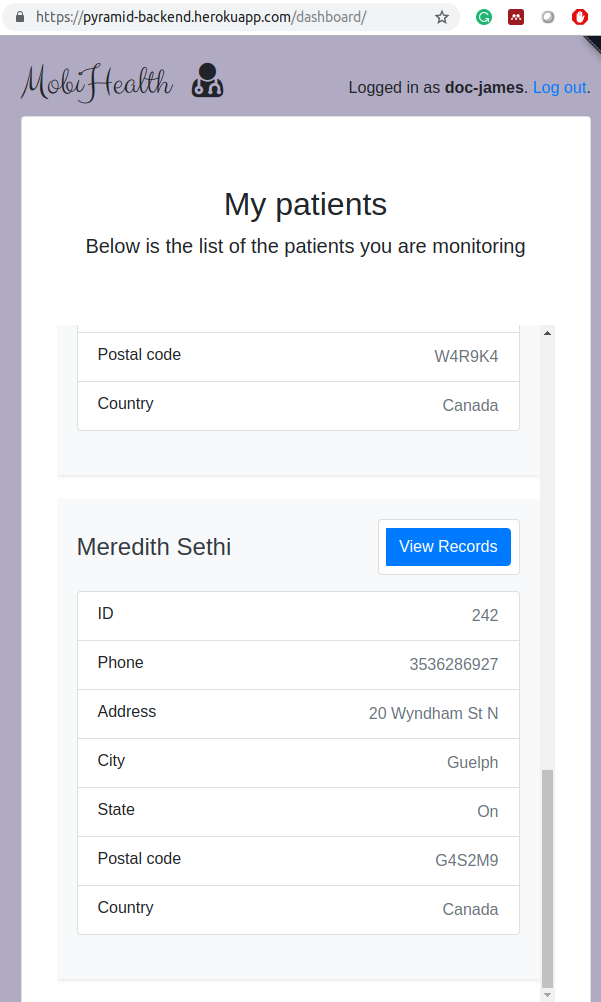 https://pyramid-backend.herokuapp.com/dashboard/
MobiHealth
Logged in as doc-james. Log out.
My patients
Below is the list of the patients you are monitoring
Postal code W4R9K4
Country Canada
Meredith Sethi View Records
ID 242
Phone 3536286927
Address 20 Wyndham St N
City Guelph
State On
Postal code G4S2M9
Country Canada